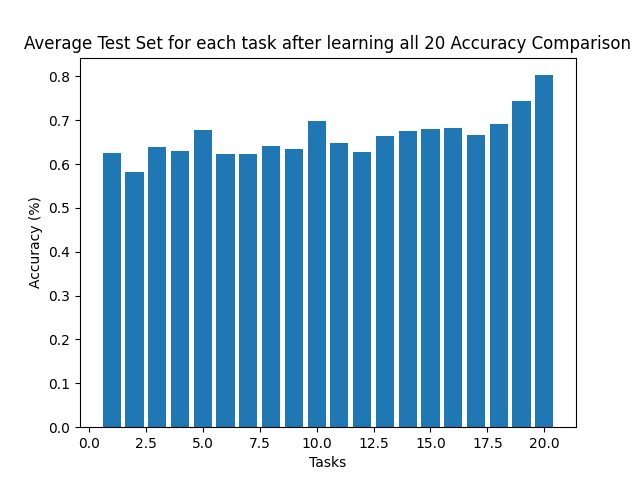 Average Test Set for each task after learning all 20 Accuracy Comparison
Accuracy (%)
0.8
0.7
0.6
0.5
0.4
0.3
0.2
0.1
0.0
0.0 2.5 5.0 7.5 10.0 12.5 15.0 17.5 20.0
Tasks